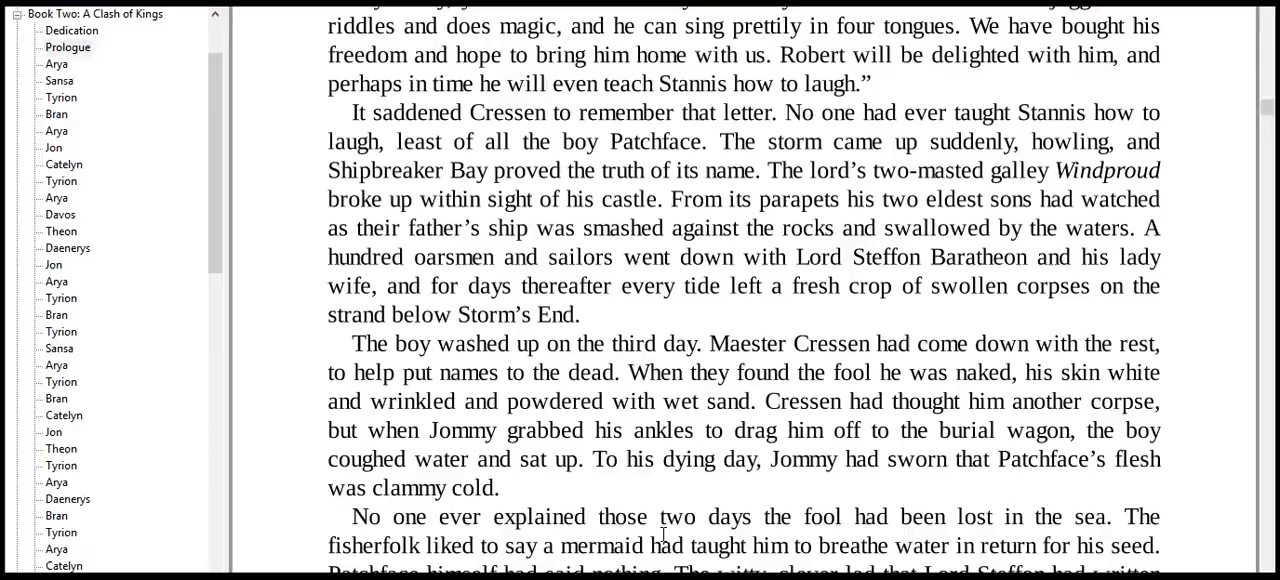 Book Two: A Clash of Kings
Dedication
Prologue
Arya
Sansa
Tyrion
Bran
Arya
Jon
Catelyn
Tyrion
Arya
Davos
Theon
Daenerys
Jon
Arya
Tyrion
Bran
Tyrion
Sansa
Arya
Tyrion
Bran
Catelyn
Jon
Theon
Tyrion
Arya
Daenerys
Bran
Tyrion
Arya
Catelyn
riddles and does magic, and he can sing prettily in four tongues. We have bought his
freedom and hope to bring him home with us. Robert will be delighted with him, and
perhaps in time he will even teach Stannis how to laugh.”
It saddened Cressen to remember that letter. No one had ever taught Stannis how to
laugh, least of all the boy Patchface. The storm came up suddenly, howling, and
Shipbreaker Bay proved the truth of its name. The lord’s two-masted galley Windproud
broke up within sight of his castle. From its parapets his two eldest sons had watched
as their father’s ship was smashed against the rocks and swallowed by the waters. A
hundred oarsmen and sailors went down with Lord Steffon Baratheon and his lady
wife, and for days thereafter every tide left a fresh crop of swollen corpses on the
strand below Storm’s End.
The boy washed up on the third day. Maester Cressen had come down with the rest,
to help put names to the dead. When they found the fool he was naked, his skin white
and wrinkled and powdered with wet sand. Cressen had thought him another corpse,
but when Jommy grabbed his ankles to drag him off to the burial wagon, the boy
coughed water and sat up. To his dying day, Jommy had sworn that Patchface’s flesh
was clammy cold.
No one ever explained those two days the fool had been lost in the sea. The
fisherfolk liked to say a mermaid had taught him to breathe water in return for his seed.
Patchface himself had said nothing. The witty, clever lad that Lord Steffon had written